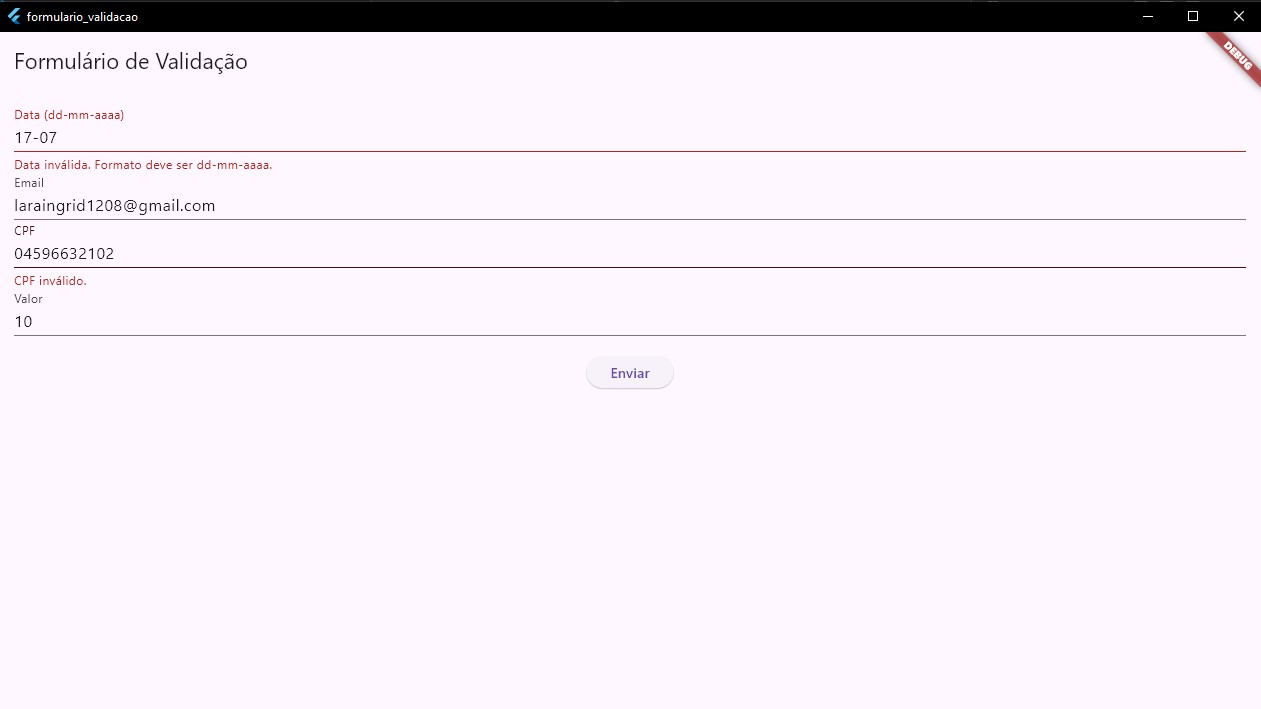 formulario_validacao
DEBUG
Formulário de Validação
Data (dd-mm-aaaa)
17-07
Data inválida. Formato deve ser dd-mm-aaaa.
Email
laraingrid1208@gmail.com
CPF
04596632102
CPF inválido.
Valor
10
Enviar